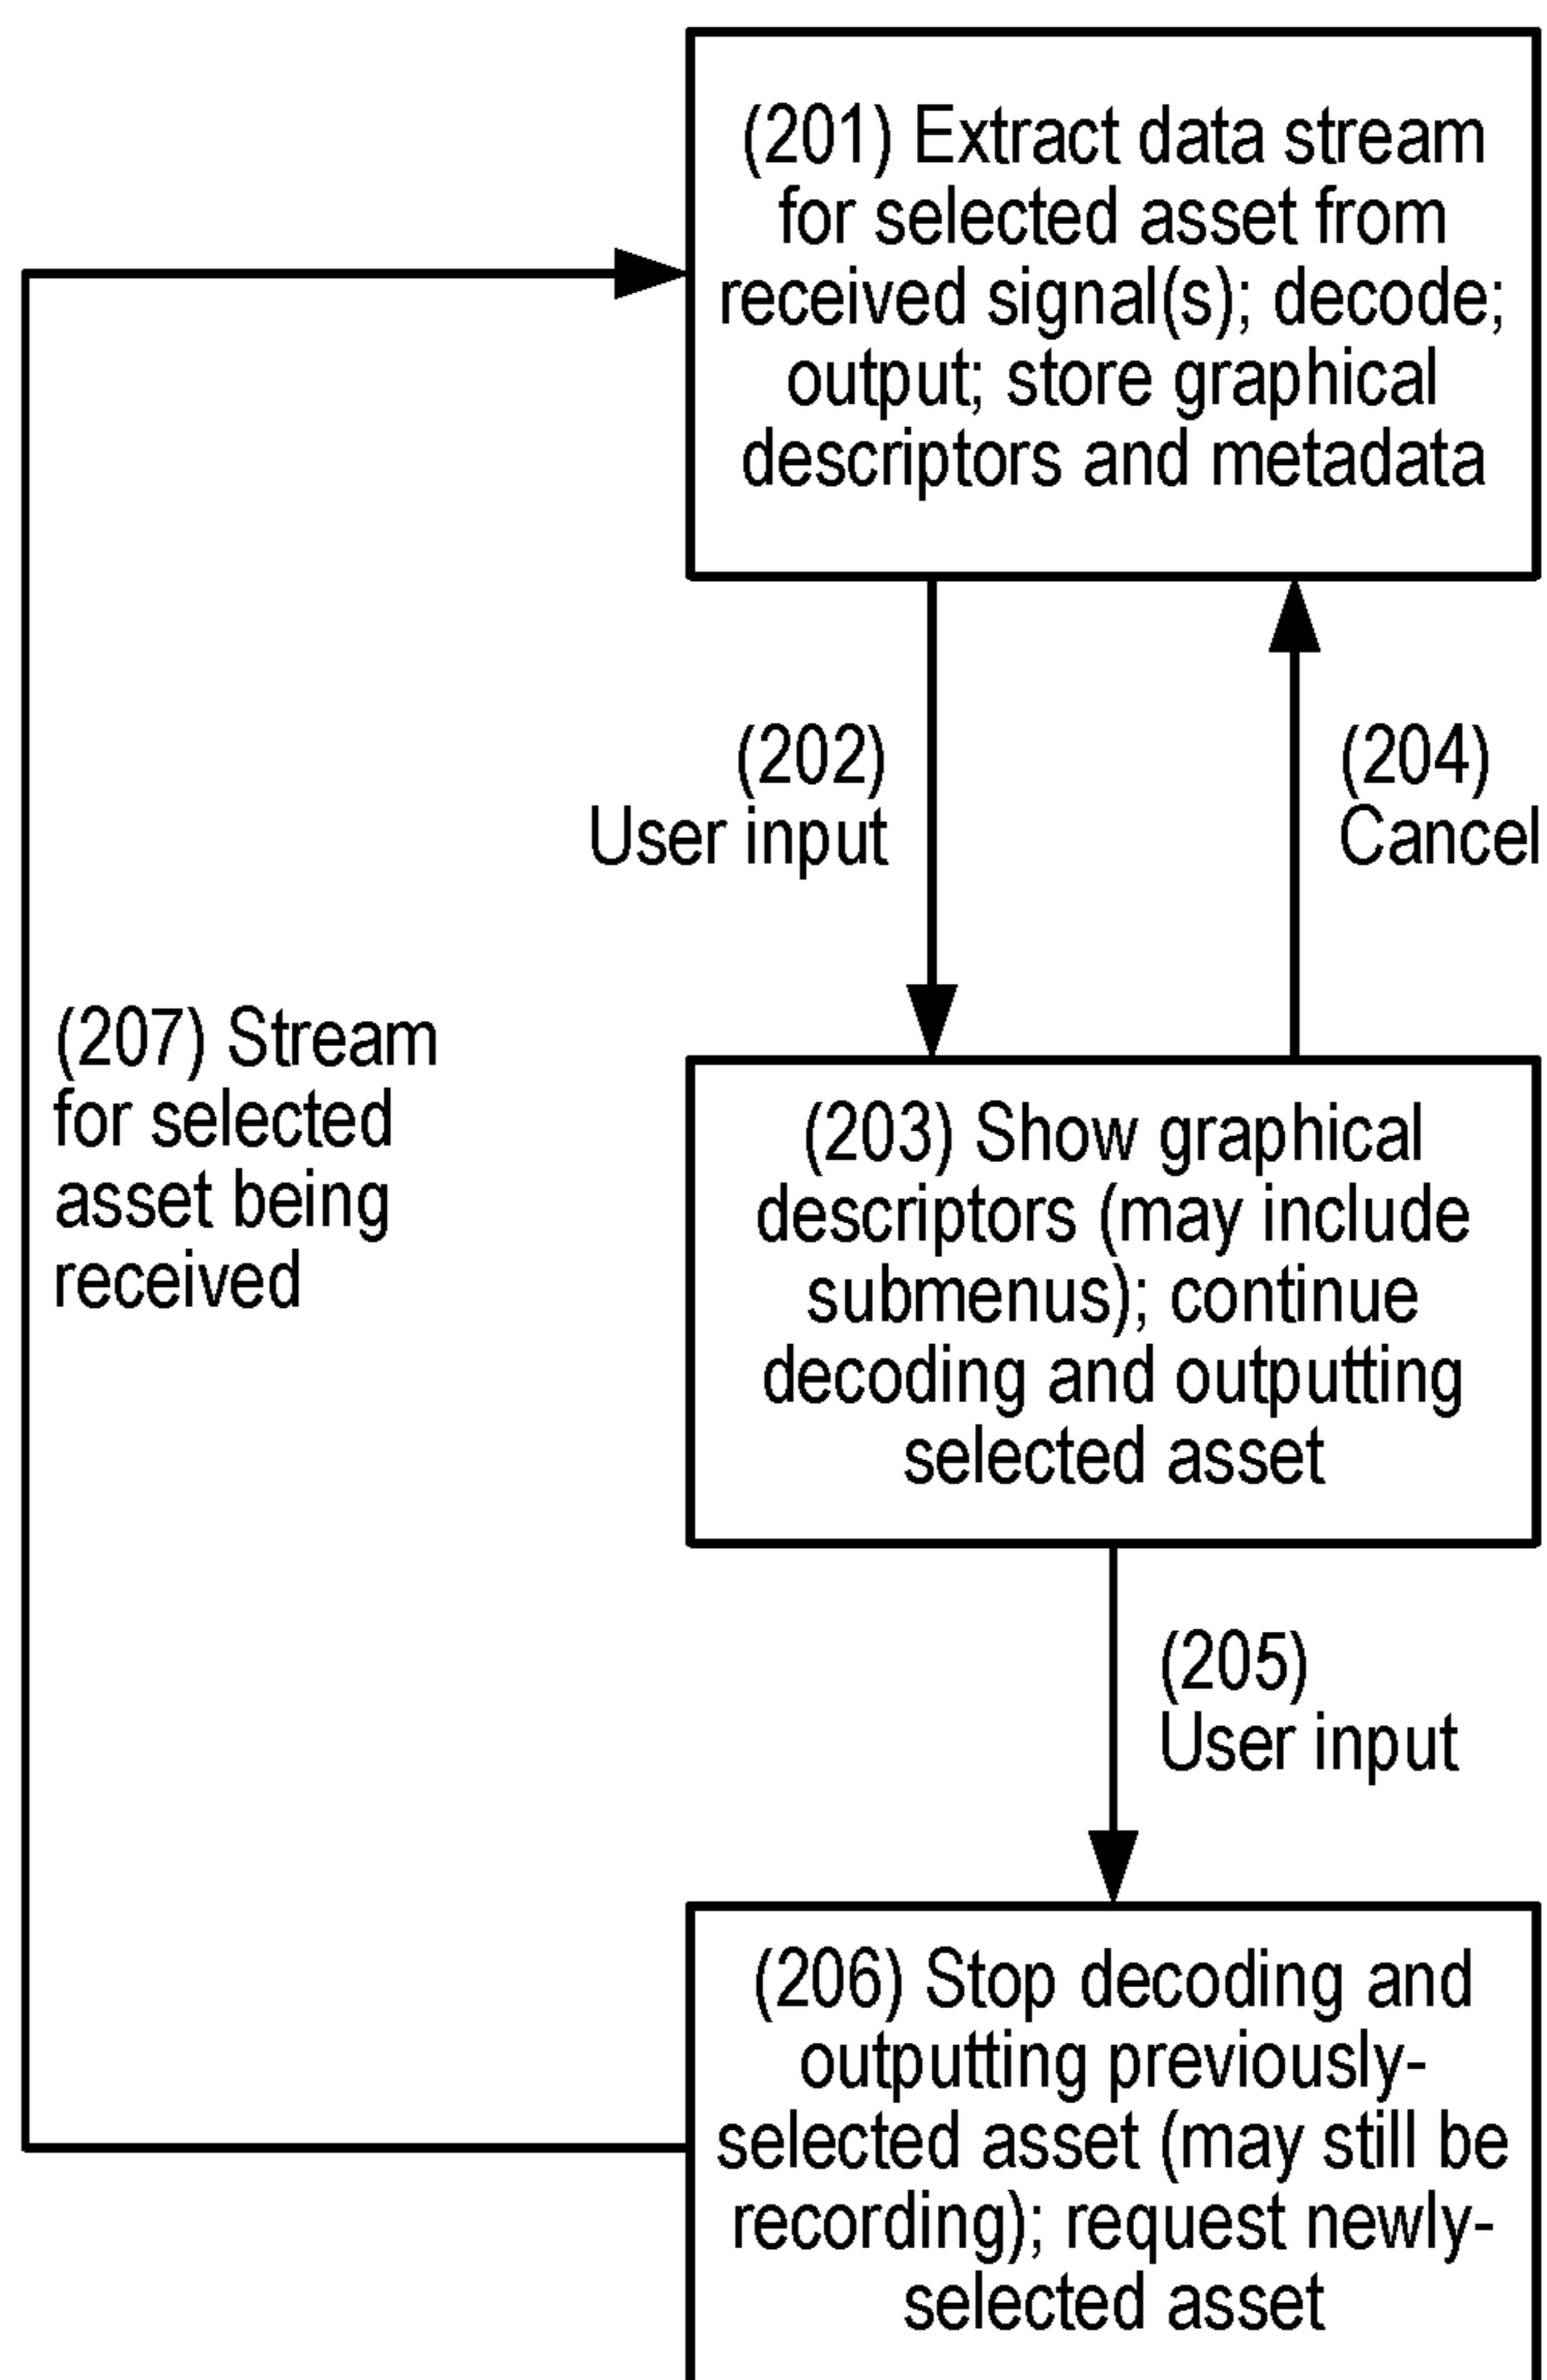 (201) Extract data stream
for selected asset from
received signal(s); decode;
output; store graphical
descriptors and metadata
(202)
User input
(204)
Cancel
(207) Stream
for selected
asset being
received
(203) Show graphical
descriptors (may include
submenus); continue
decoding and outputting
selected asset
(205)
User input
(206) Stop decoding and
outputting previously-
selected asset (may still be
recording); request newly-
selected asset